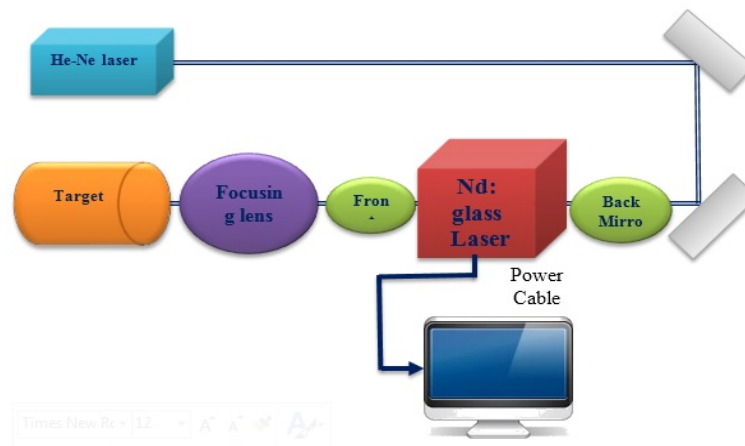 He-Ne laser
Target
Focusin
g lens
Fron
Nd:
glass
Laser
Back
Mirro
Power
Cable
Times New Ro
12
A
A
A